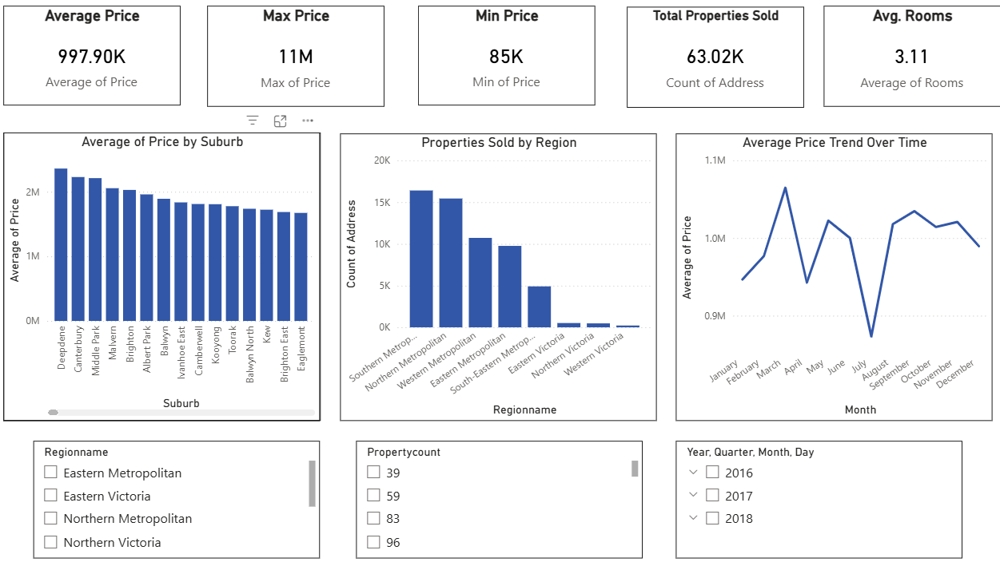 Average Price
997.90K
Average of Price
Max Price
11M
Max of Price
Min Price
85K
Min of Price
Total Properties Sold
63.02K
Count of Address
Avg. Rooms
3.11
Average of Rooms
Average of Price by Suburb
Average of Price
2M
1M
0M
Deepdene
Canterbury
Middle Park
Malvern
Brighton
Albert Park
Balwyn
Ivanhoe East
Camberwell
Kooyong
Toorak
Balwyn North
Kew
Brighton East
Eaglemont
Suburb
Properties Sold by Region
Count of Address
20K
15K
10K
5K
0K
Southern Metrop...
Northern Metropolitan
Western Metropolitan
Eastern Metropolitan
South-Eastern Metrop...
Eastern Victoria
Northern Victoria
Western Victoria
Regionname
Average Price Trend Over Time
Average of Price
1.1M
1.0M
0.9M
January
February
March
April
May
June
July
August
September
October
November
December
Month
Regionname
Eastern Metropolitan
Eastern Victoria
Northern Metropolitan
Northern Victoria
Propertycount
39
59
83
96
Year, Quarter, Month, Day
2016
2017
2018